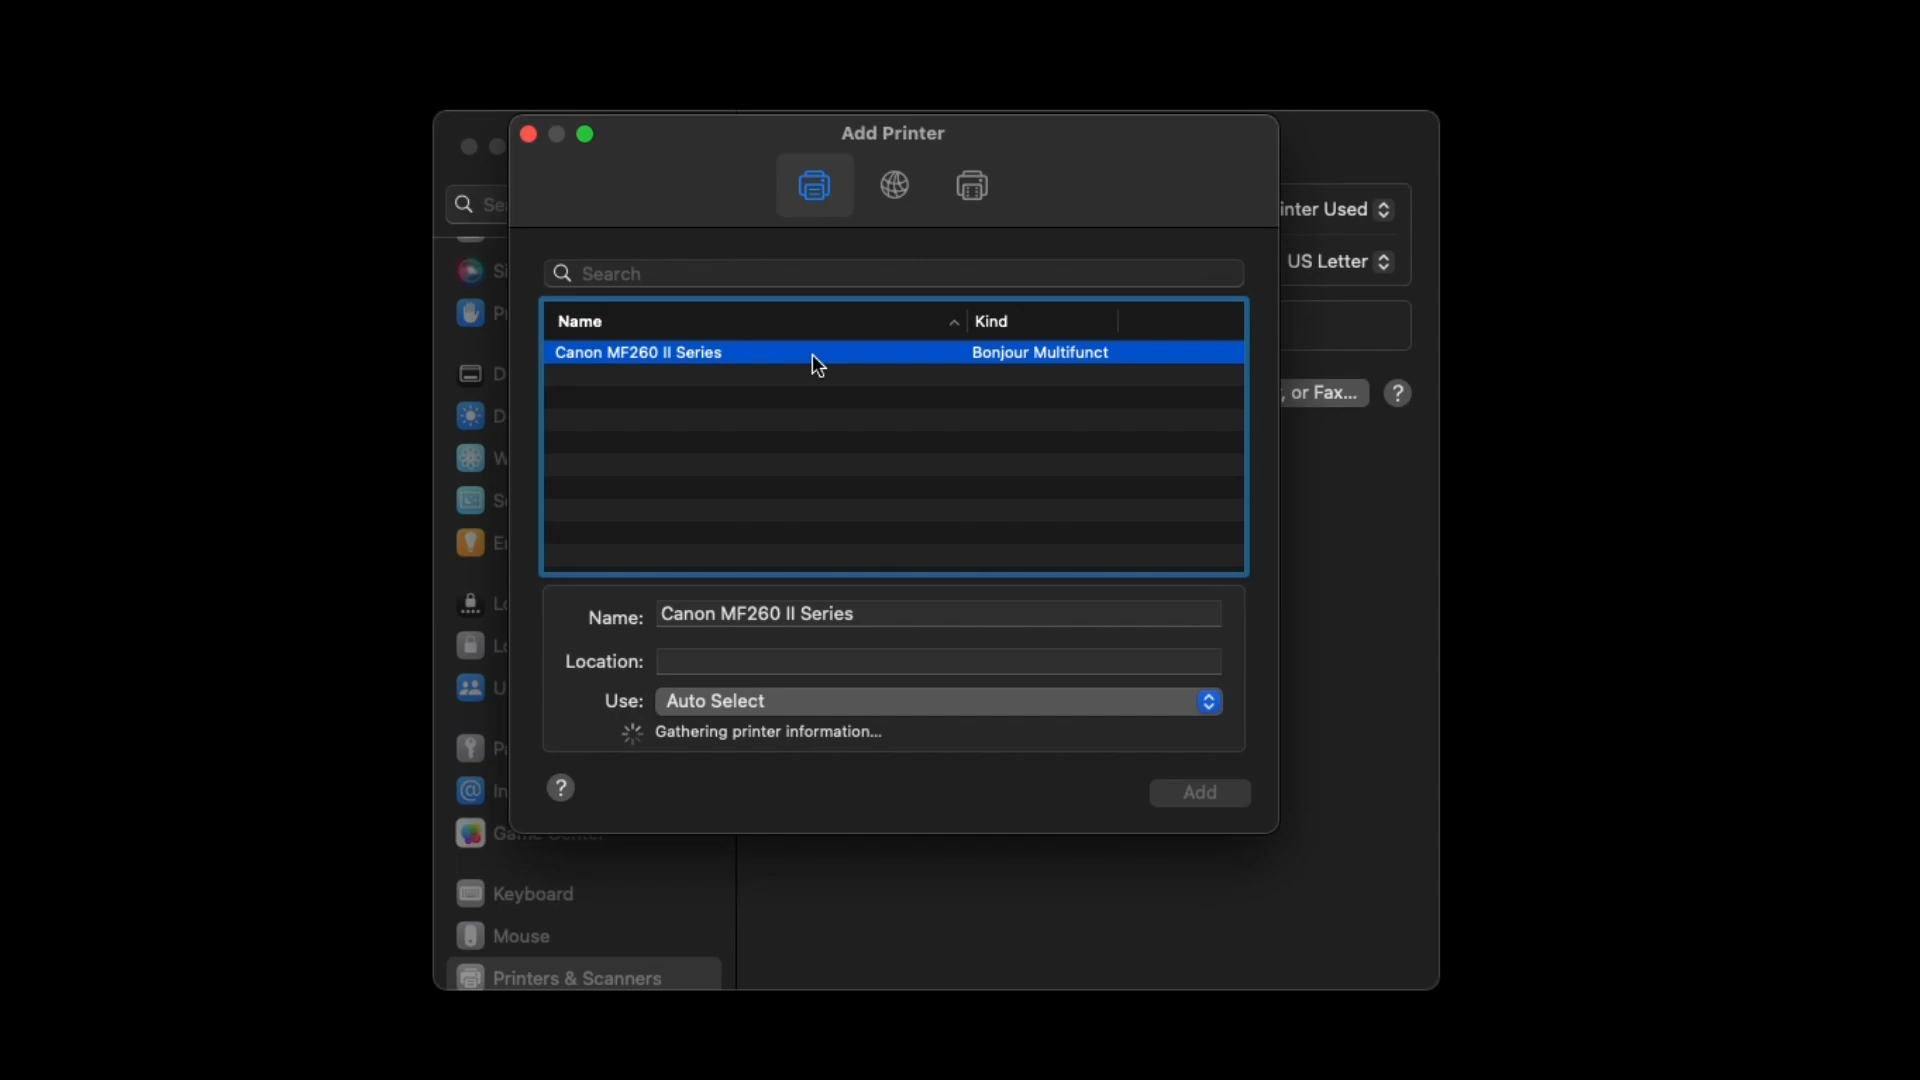 Add Printer
Se
Search
inter Used
US Letter
Name
Kind
Canon MF260 II Series
Bonjour Multifunct
, or Fax...
?
Name:
Canon MF260 II Series
Location:
Use:
Auto Select
Gathering printer information...
?
Add
Keyboard
Mouse
Printers & Scanners